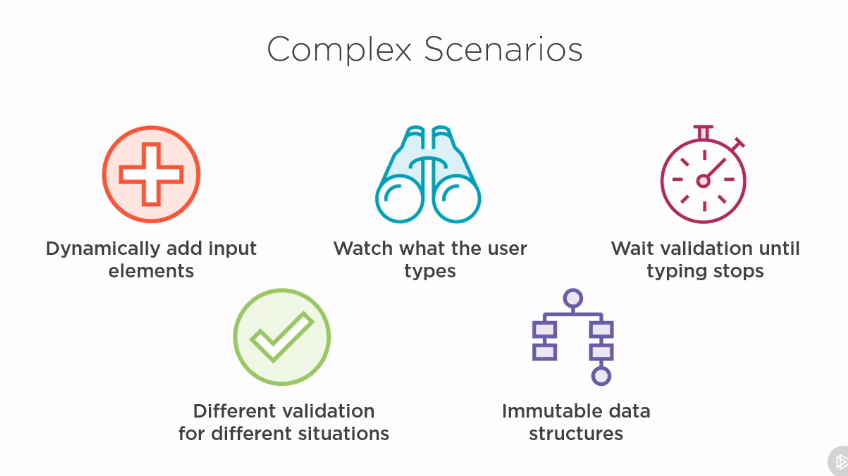 Complex Scenarios
Dynamically add input
elements
Watch what the user
types
Wait validation until
typing stops
Different validation
for different situations
Immutable data
structures